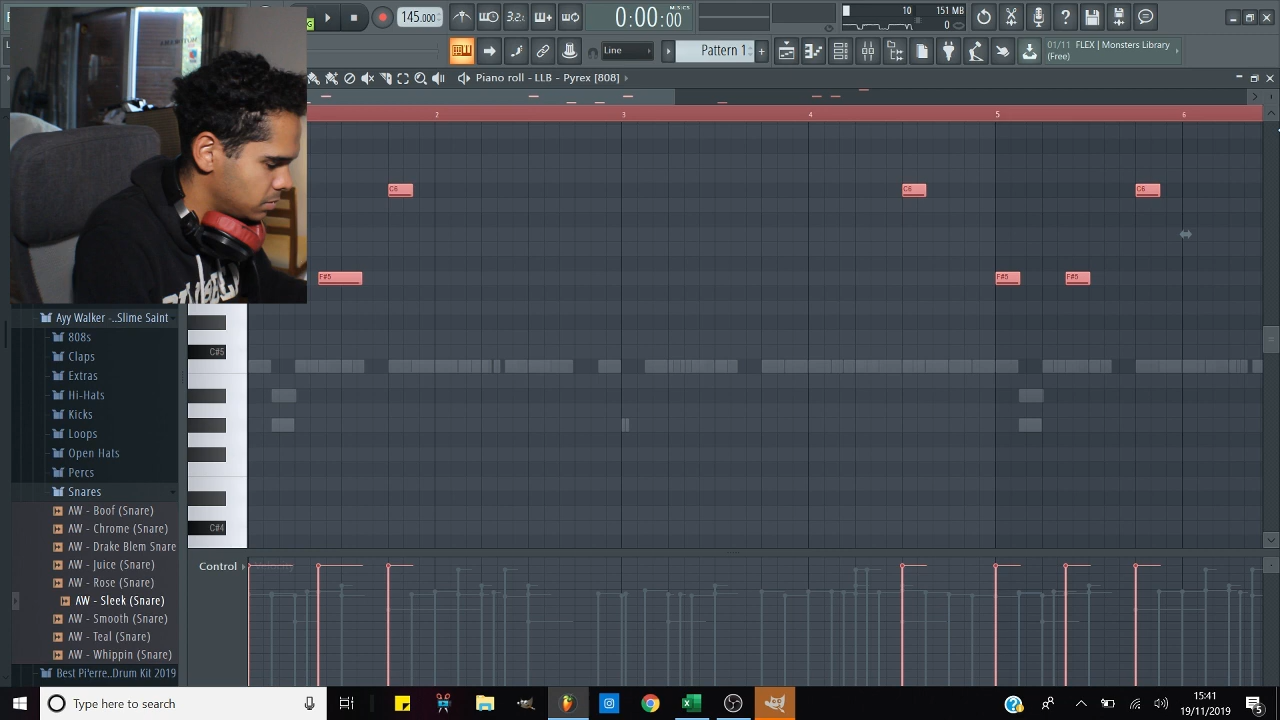 145.000
3.2.
0:00:00
M:S:CS
10
151 MB
0
Line
Pattern 1
01/11 FLEX | Monsters Library
(Free)
Piano roll - LLB - Pyrex [808]
2
3
4
5
6
C6
C6
C6
F#5
F#5
F#5
C#5
C#4
Ayy Walker -..Slime Saint
808s
Claps
Extras
Hi-Hats
Kicks
Loops
Open Hats
Percs
Snares
AW - Boof (Snare)
AW - Chrome (Snare)
AW - Drake Blem Snare
AW - Juice (Snare)
AW - Rose (Snare)
AW - Sleek (Snare)
AW - Smooth (Snare)
AW - Teal (Snare)
AW - Whippin (Snare)
Best Pi'erre..Drum Kit 2019
Control
Velocity
Type here to search
15:41
19/11/2019
5